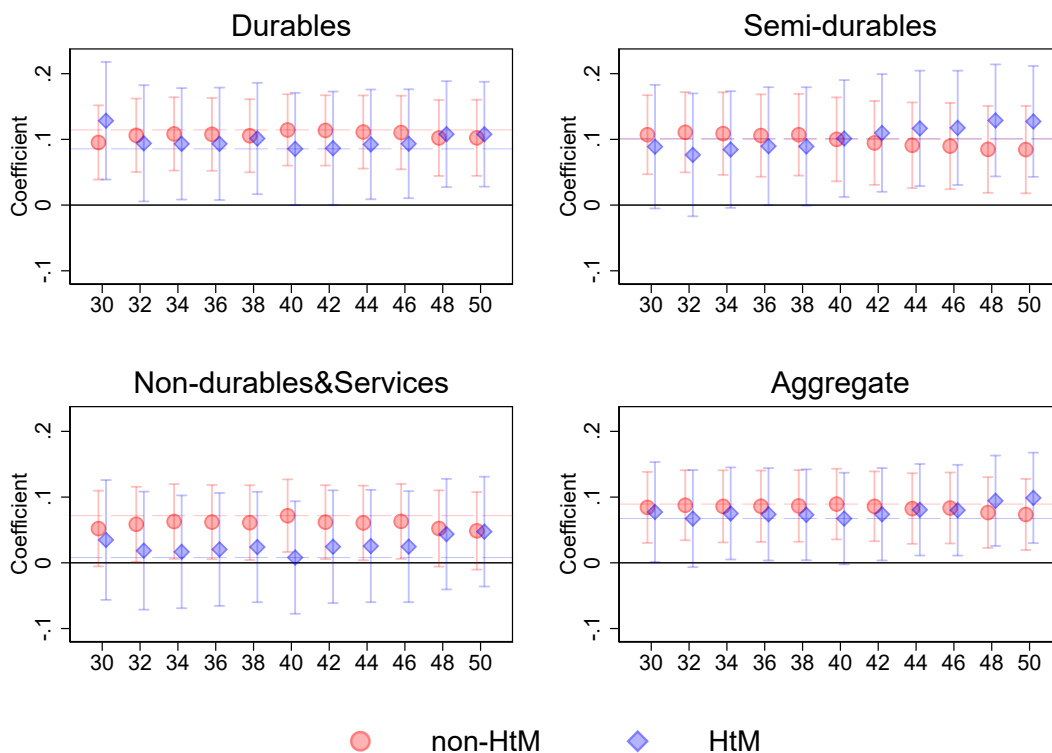 Durables
Semi-durables
Coefficient
.2
.1
0
-.1
30 32 34 36 38 40 42 44 46 48 50
Coefficient
.2
.1
0
-.1
30 32 34 36 38 40 42 44 46 48 50
Non-durables&Services
Aggregate
Coefficient
.2
.1
0
-.1
30 32 34 36 38 40 42 44 46 48 50
Coefficient
.2
.1
0
-.1
30 32 34 36 38 40 42 44 46 48 50
non-HtM HtM